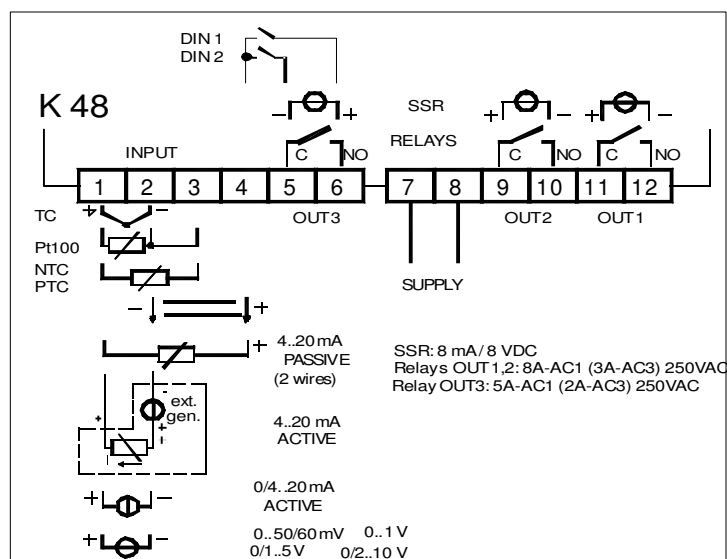 DIN 1
DIN 2
K 48
- + SSR + - + -
INPUT RELAYS
C NO C NO C NO
1 2 3 4 5 6 7 8 9 10 11 12
TC + - OUT3 OUT2 OUT1
Pt100
NTC
PTC
SUPPLY
- +
+ 4..20 mA
PASSIVE
(2 wires)
SSR: 8 mA / 8 VDC
Relays OUT 1,2: 8A-AC1 (3A-AC3) 250VAC
Relay OUT3: 5A-AC1 (2A-AC3) 250VAC
- ext.
gen.
+ +
4..20 mA
ACTIVE
+ - 0/4..20 mA
ACTIVE
+ - 0..50/60 mV 0..1 V
0/1..5 V 0/2..10 V